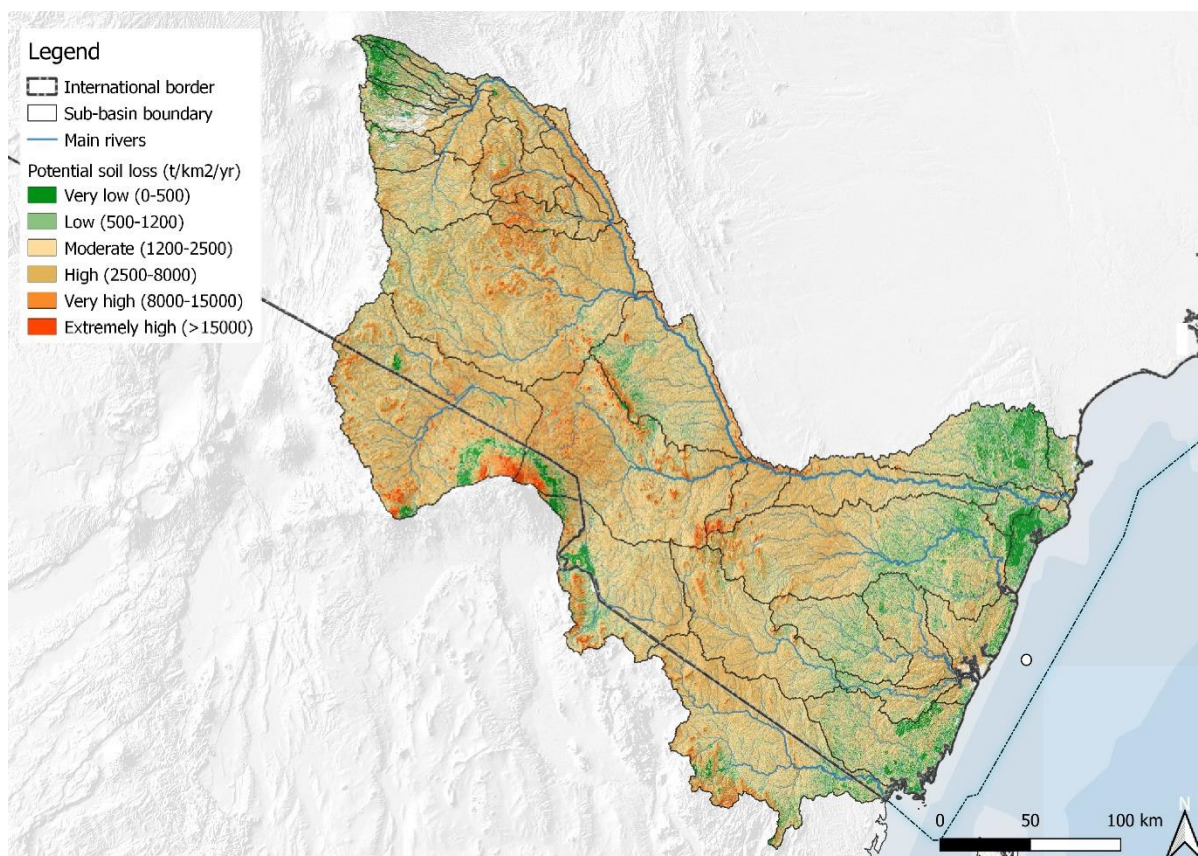 Legend
International border
Sub-basin boundary
Main rivers
Potential soil loss (t/km2/yr)
Very low (0-500)
Low (500-1200)
Moderate (1200-2500)
High (2500-8000)
Very high (8000-15000)
Extremely high (>15000)
N
0 50 100 km